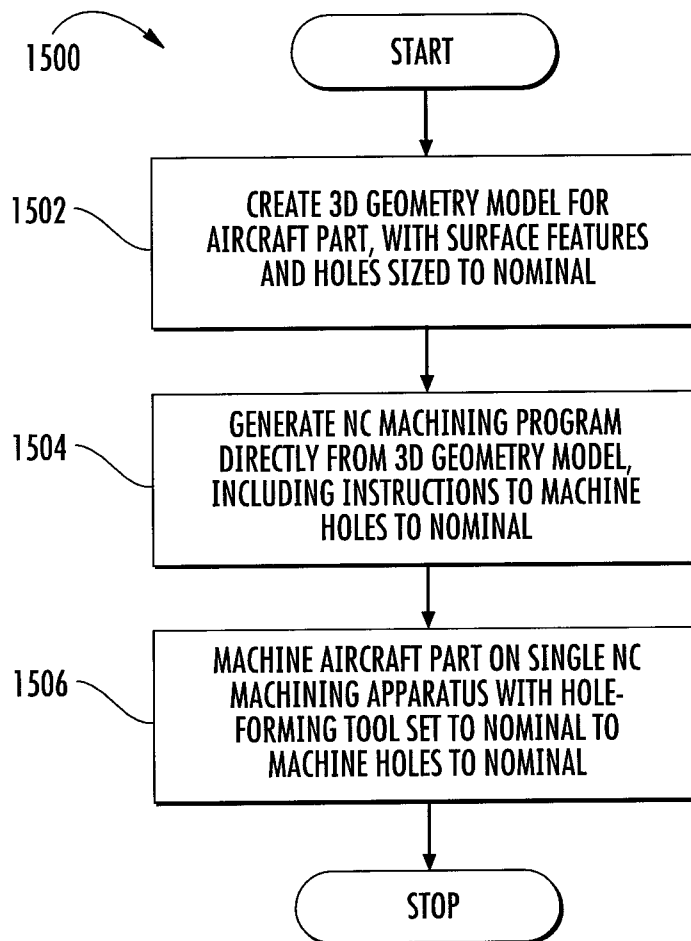 1500
START
1502
CREATE 3D GEOMETRY MODEL FOR
AIRCRAFT PART, WITH SURFACE FEATURES
AND HOLES SIZED TO NOMINAL
1504
GENERATE NC MACHINING PROGRAM
DIRECTLY FROM 3D GEOMETRY MODEL,
INCLUDING INSTRUCTIONS TO MACHINE
HOLES TO NOMINAL
1506
MACHINE AIRCRAFT PART ON SINGLE NC
MACHINING APPARATUS WITH HOLE-
FORMING TOOL SET TO NOMINAL TO
MACHINE HOLES TO NOMINAL
STOP